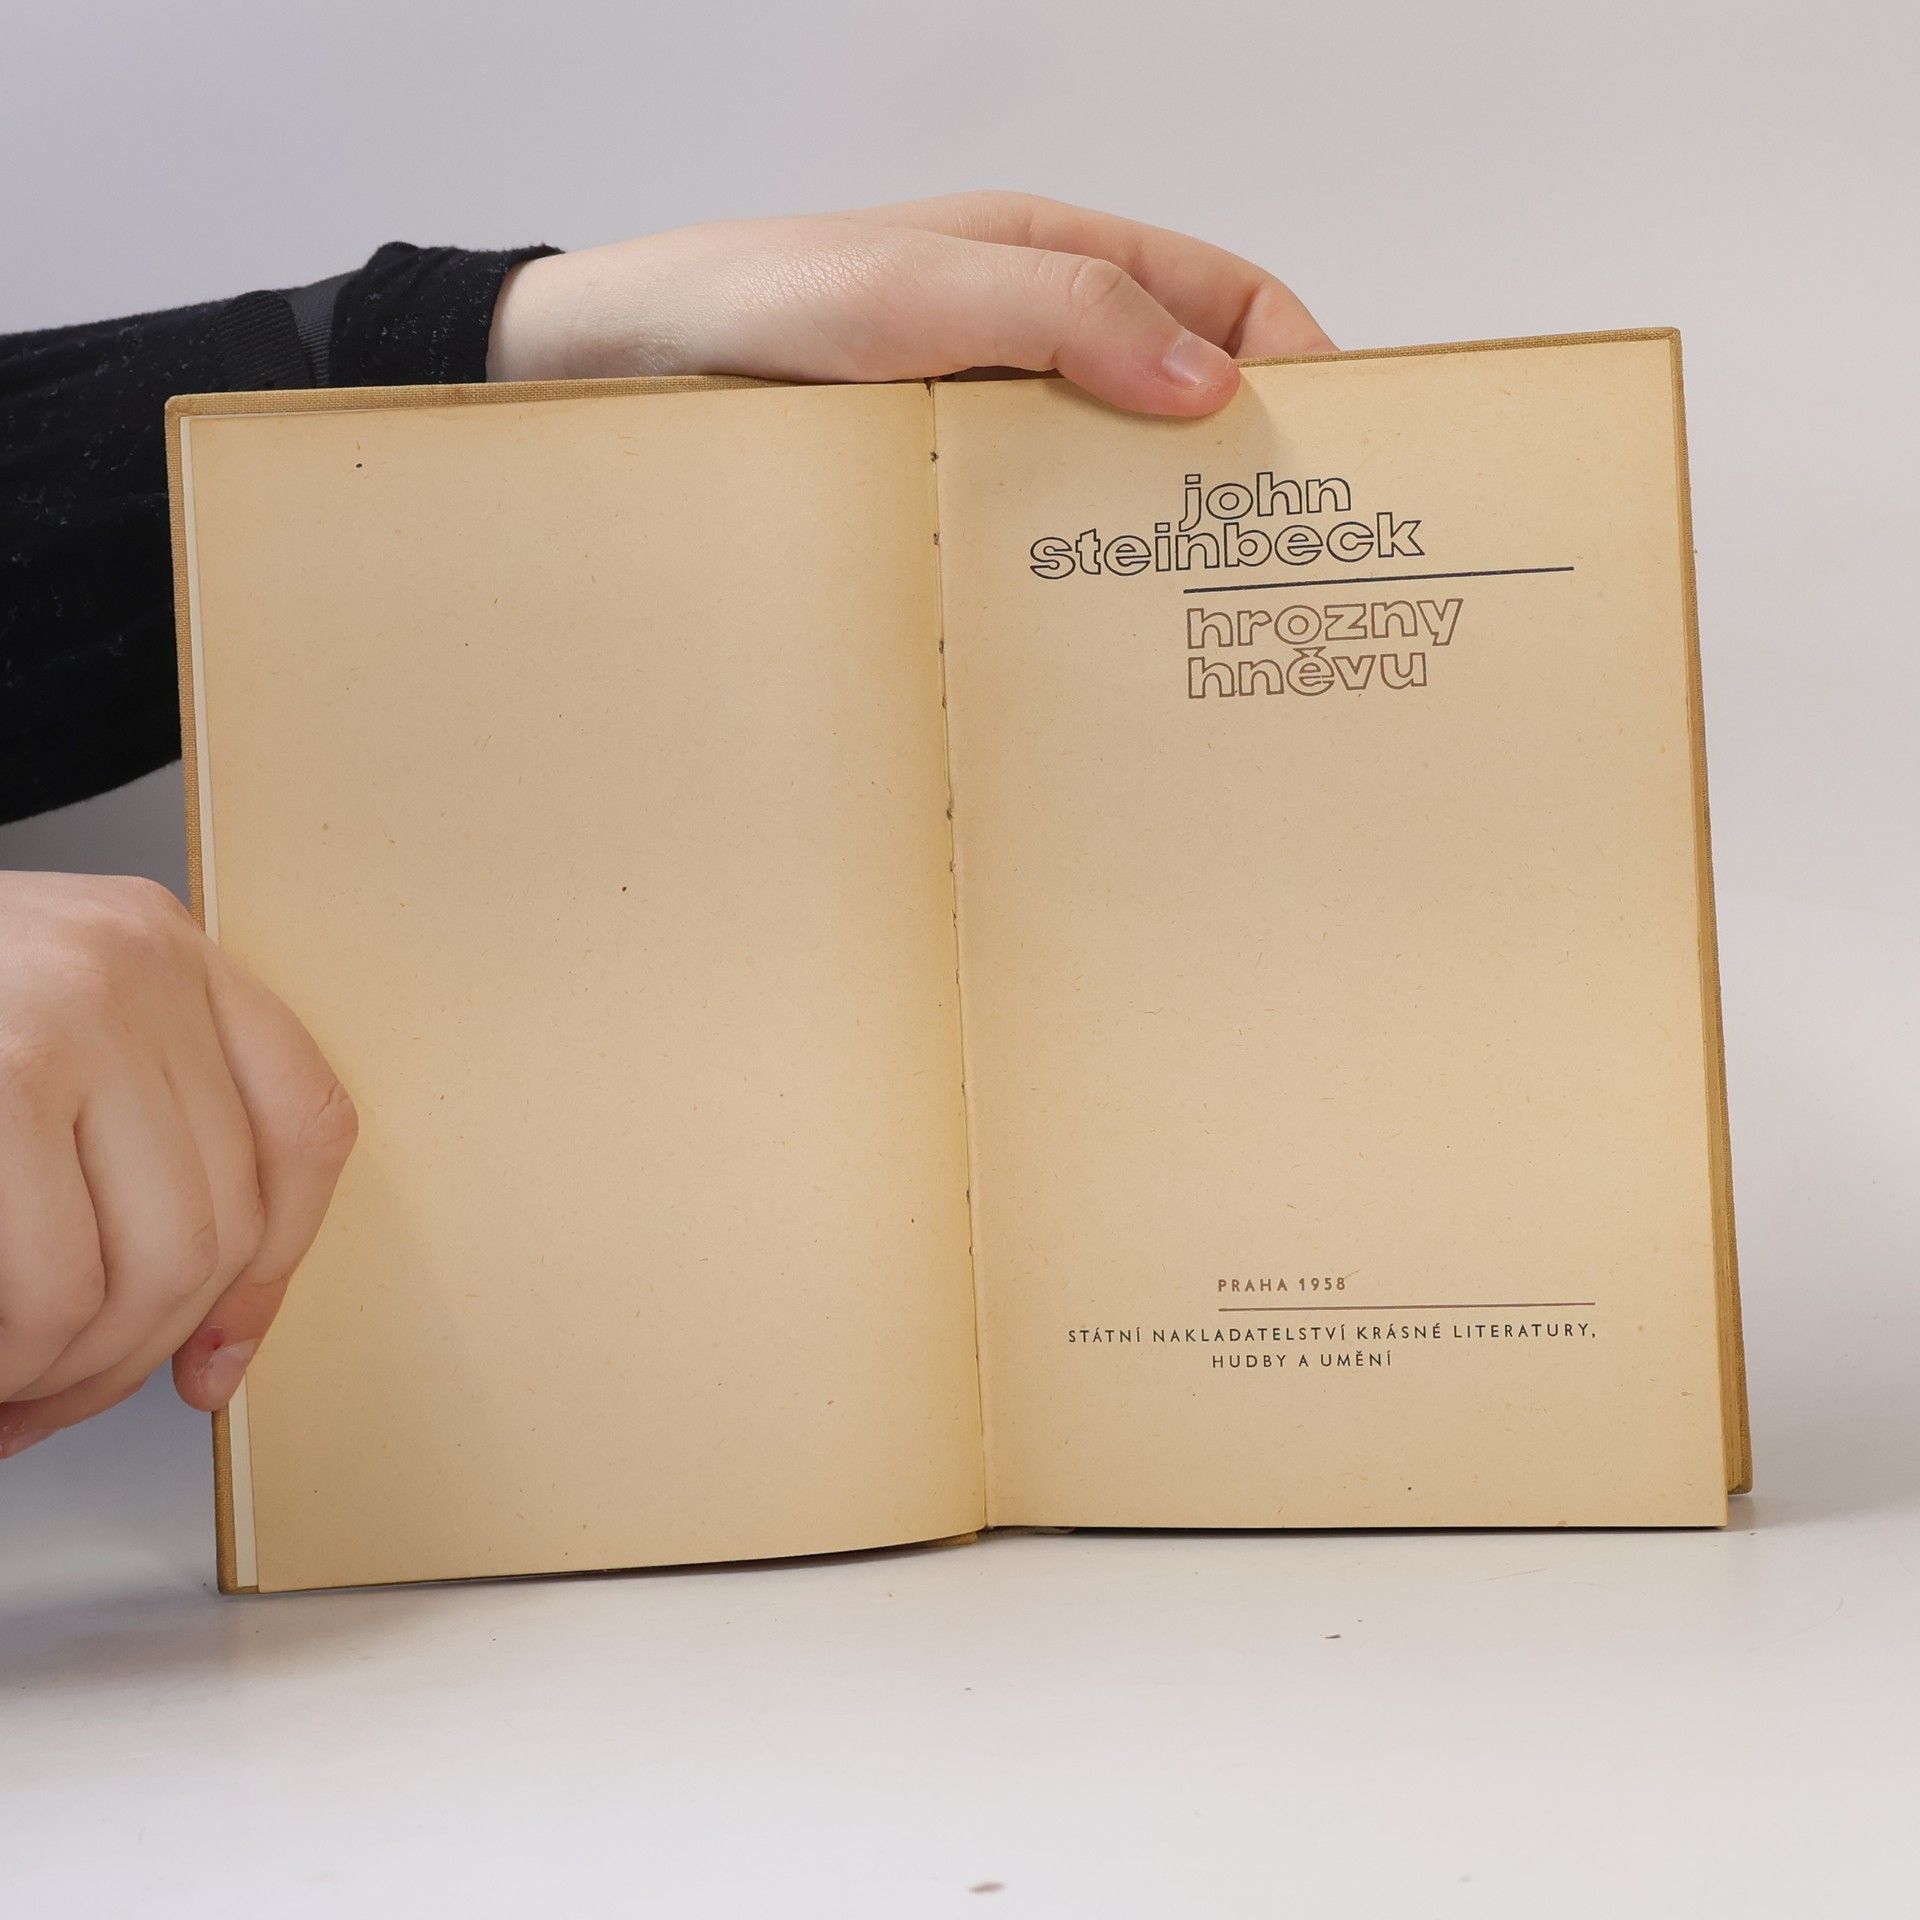 john
steinbeck
hrozny
hněvu
PRAHA 1958
STÁTNÍ NAKLADATELSTVÍ KRÁSNÉ LITERATURY,
HUDBY A UMĚNÍ